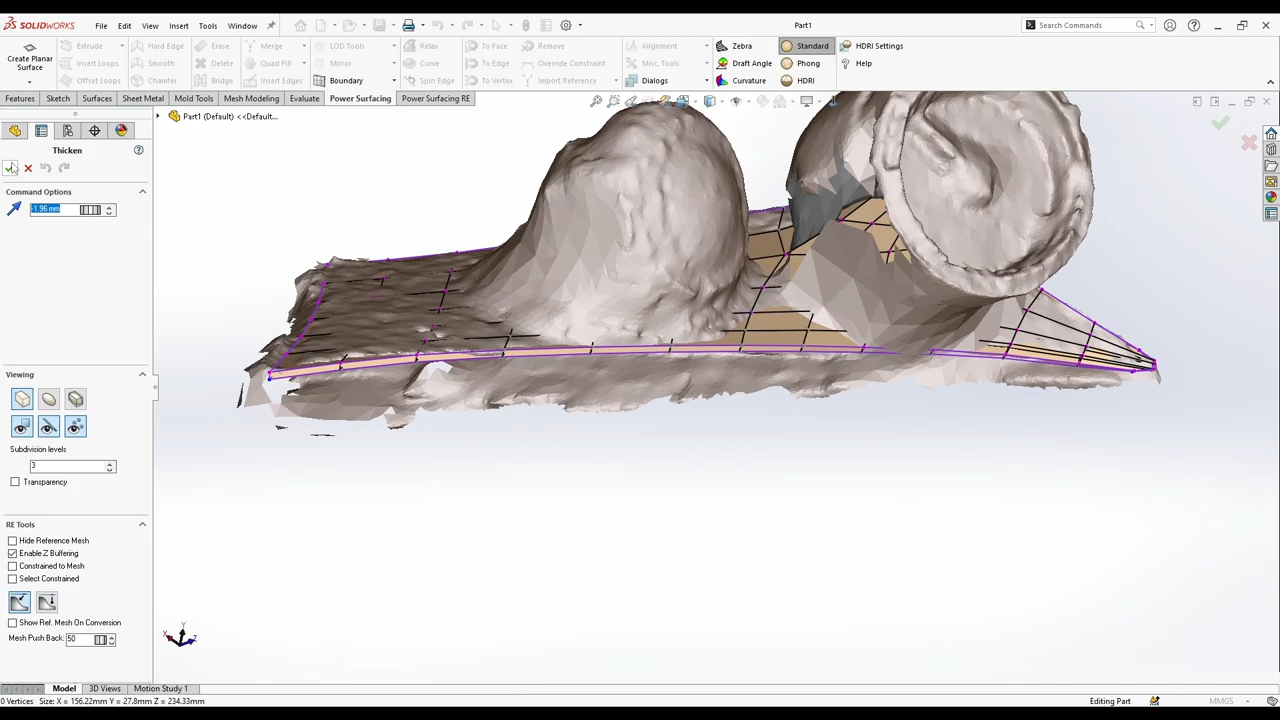 SOLIDWORKS File Edit View Insert Tools Window Part1 Search Commands
Create Planar Surface
Extrude Hard Edge Erase Merge LOD Tools Relax To Face Remove Alignment Zebra Standard HDRI Settings
Insert Loops Smooth Delete Quad Fill Mirror Curve To Edge Override Constraint Misc. Tools Draft Angle Phong Help
Offset Loops Chamfer Bridge Insert Edges Boundary Spin Edge To Vertex Import Reference Dialogs Curvature HDRI
Features Sketch Surfaces Sheet Metal Mold Tools Mesh Modeling Evaluate Power Surfacing Power Surfacing RE
Part1 (Default) <<Default...
Thicken
Command Options
-1.96 mm
Viewing
Subdivision levels
3
Transparency
RE Tools
Hide Reference Mesh
Enable Z Buffering
Constrained to Mesh
Select Constrained
Show Ref. Mesh On Conversion
Mesh Push Back: 50
Y
X Z
Model 3D Views Motion Study 1
0 Vertices Size: X = 156.22mm Y = 27.8mm Z = 234.33mm Editing Part MMGS